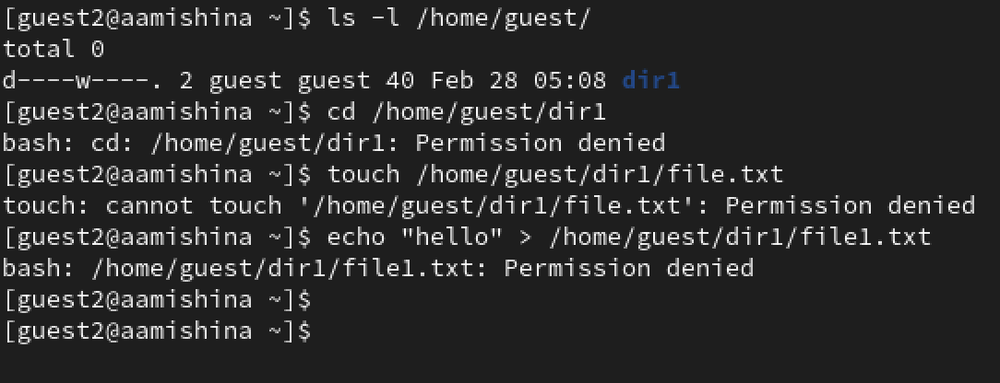 [guest2@aamishina ~]$ ls -l /home/guest/
total 0
d----w----. 2 guest guest 40 Feb 28 05:08 dir1
[guest2@aamishina ~]$ cd /home/guest/dir1
bash: cd: /home/guest/dir1: Permission denied
[guest2@aamishina ~]$ touch /home/guest/dir1/file.txt
touch: cannot touch '/home/guest/dir1/file.txt': Permission denied
[guest2@aamishina ~]$ echo "hello" > /home/guest/dir1/file1.txt
bash: /home/guest/dir1/file1.txt: Permission denied
[guest2@aamishina ~]$
[guest2@aamishina ~]$